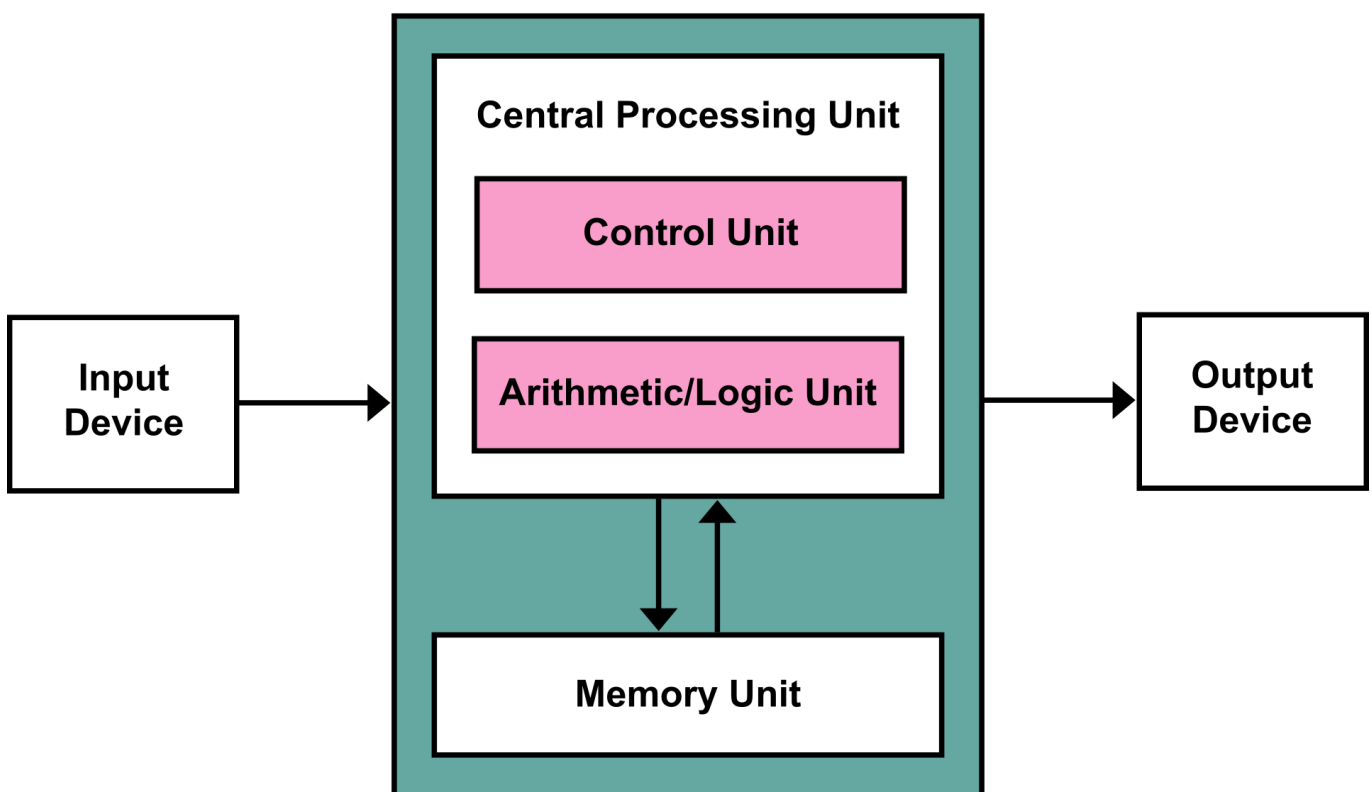 Central Processing Unit
Control Unit
Arithmetic/Logic Unit
Input
Device
Output
Device
Memory Unit